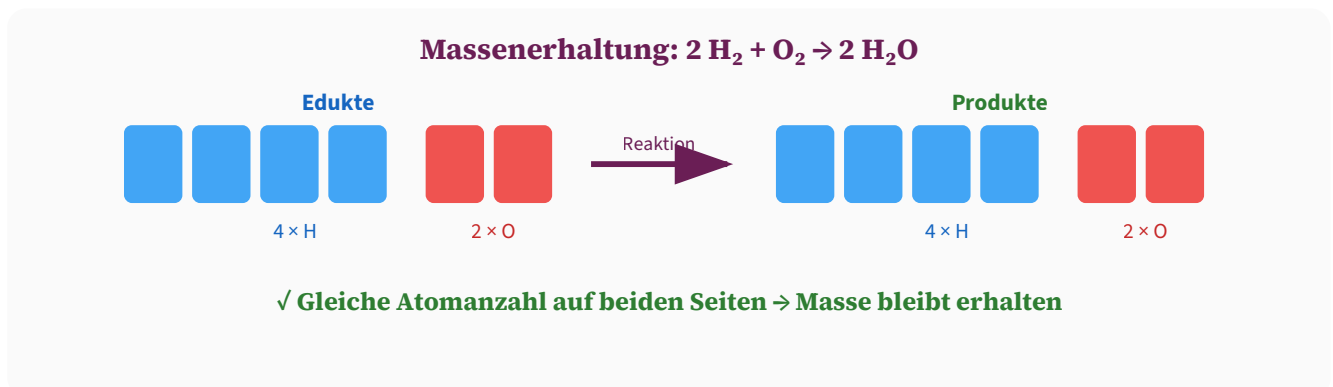 Massenerhaltung: 2 H₂ + O₂ → 2 H₂O
Edukte
Produkte
Reaktion
4 × H
2 × O
4 × H
2 × O
√ Gleiche Atomanzahl auf beiden Seiten → Masse bleibt erhalten